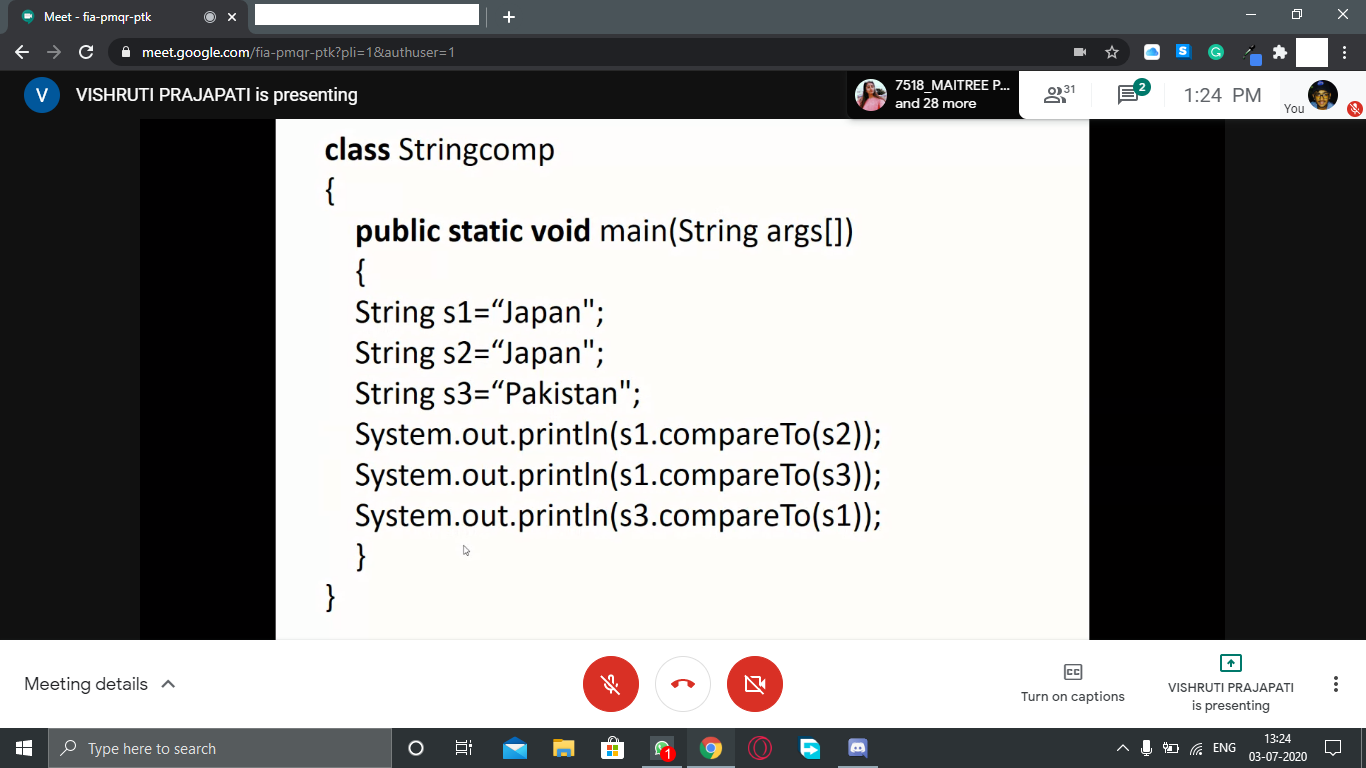 Meet - fia-pmqr-ptk
meet.google.com/fia-pmqr-ptk?pli=1&authuser=1
V VISHRUTI PRAJAPATI is presenting
7518_MAITREE P...
and 28 more
31
2
1:24 PM
You
class Stringcomp
{
public static void main(String args[])
{
String s1=“Japan";
String s2=“Japan";
String s3=“Pakistan";
System.out.println(s1.compareTo(s2));
System.out.println(s1.compareTo(s3));
System.out.println(s3.compareTo(s1));
}
}
Meeting details
CC
Turn on captions
VISHRUTI PRAJAPATI
is presenting
Type here to search
1
ENG
13:24
03-07-2020